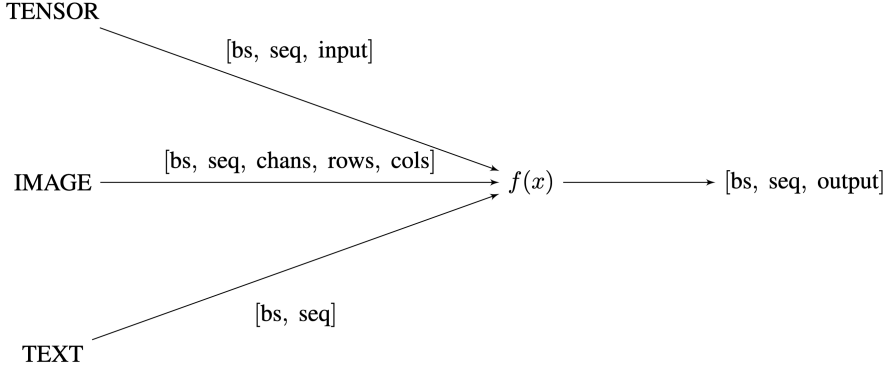 TENSOR
[bs, seq, input]
[bs, seq, chans, rows, cols]
IMAGE
f(x)
[bs, seq, output]
[bs, seq]
TEXT